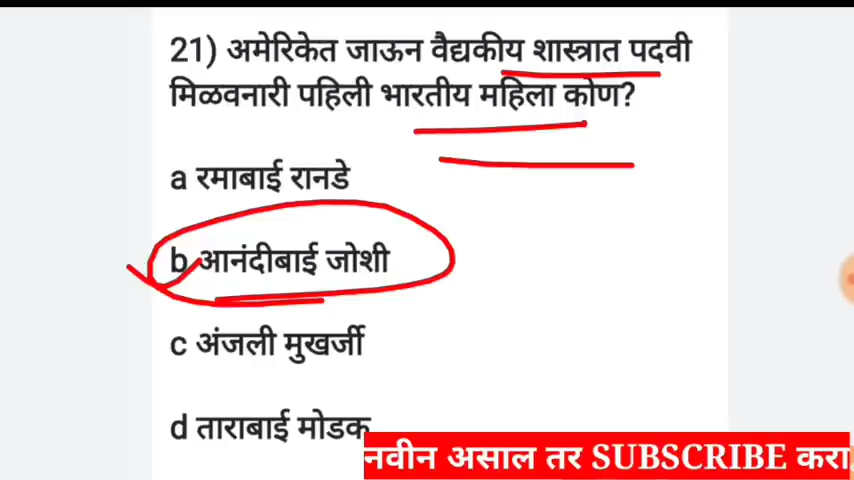 21) अमेरिकेत जाऊन वैद्यकीय शास्त्रात पदवी
मिळवनारी पहिली भारतीय महिला कोण?
a रमाबाई रानडे
b आनंदीबाई जोशी
c अंजली मुखर्जी
d ताराबाई मोडक
नवीन असाल तर SUBSCRIBE करा